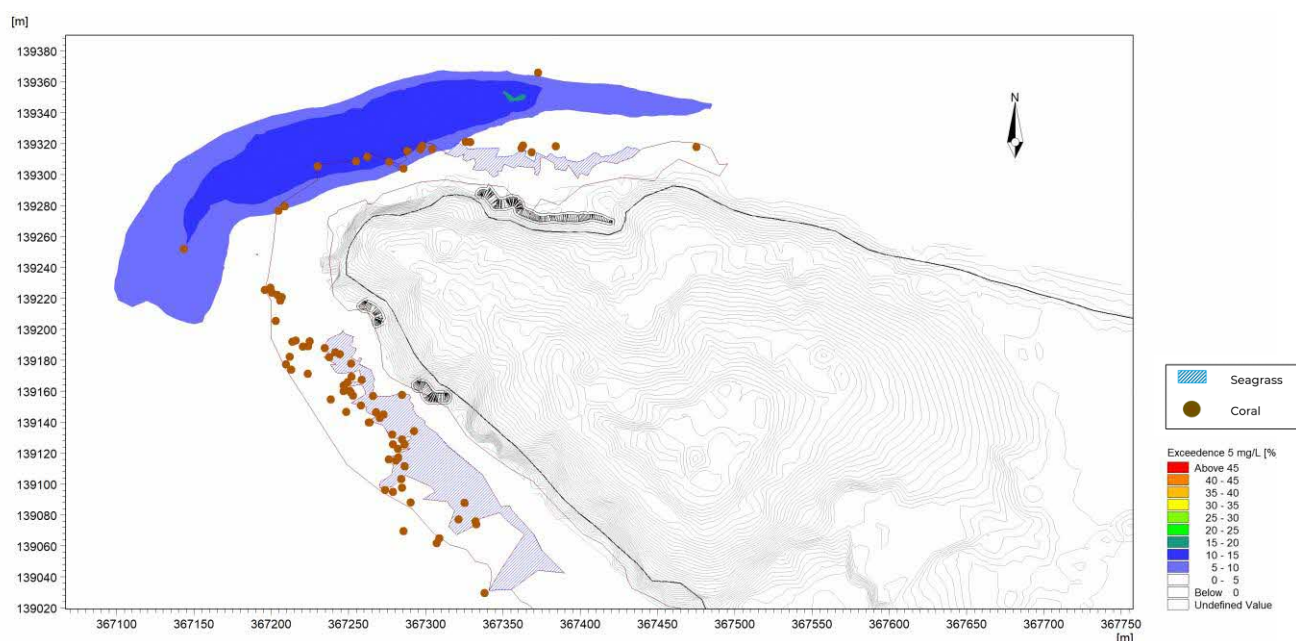 [m]
139380
139360
139340
139320
139300
139280
139260
139240
139220
139200
139180
139160
139140
139120
139100
139080
139060
139040
139020
N
367100 367150 367200 367250 367300 367350 367400 367450 367500 367550 367600 367650 367700 367750
[m]
Seagrass
Coral
Exceedence 5 mg/L [%
Above 45
40 - 45
35 - 40
30 - 35
25 - 30
20 - 25
15 - 20
10 - 15
5 - 10
0 - 5
Below 0
Undefined Value